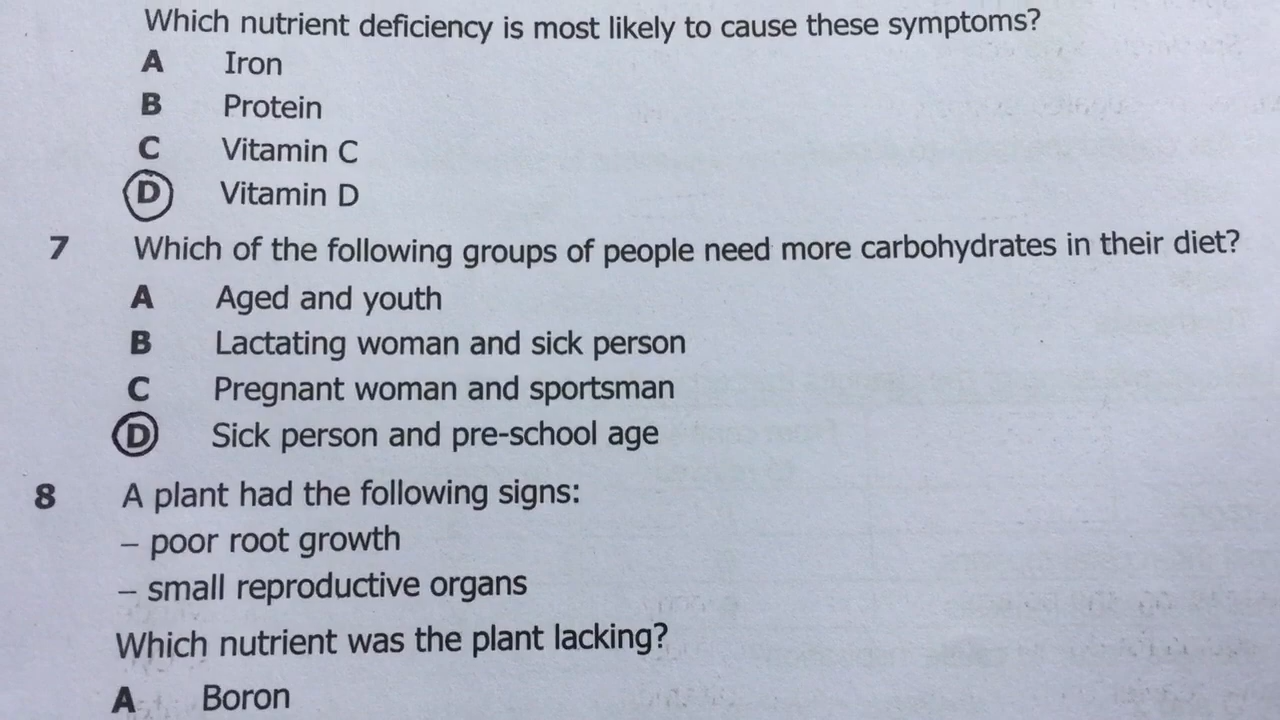 Which nutrient deficiency is most likely to cause these symptoms?
A Iron
B Protein
C Vitamin C
D Vitamin D
7 Which of the following groups of people need more carbohydrates in their diet?
A Aged and youth
B Lactating woman and sick person
C Pregnant woman and sportsman
D Sick person and pre-school age
8 A plant had the following signs:
– poor root growth
– small reproductive organs
Which nutrient was the plant lacking?
A Boron